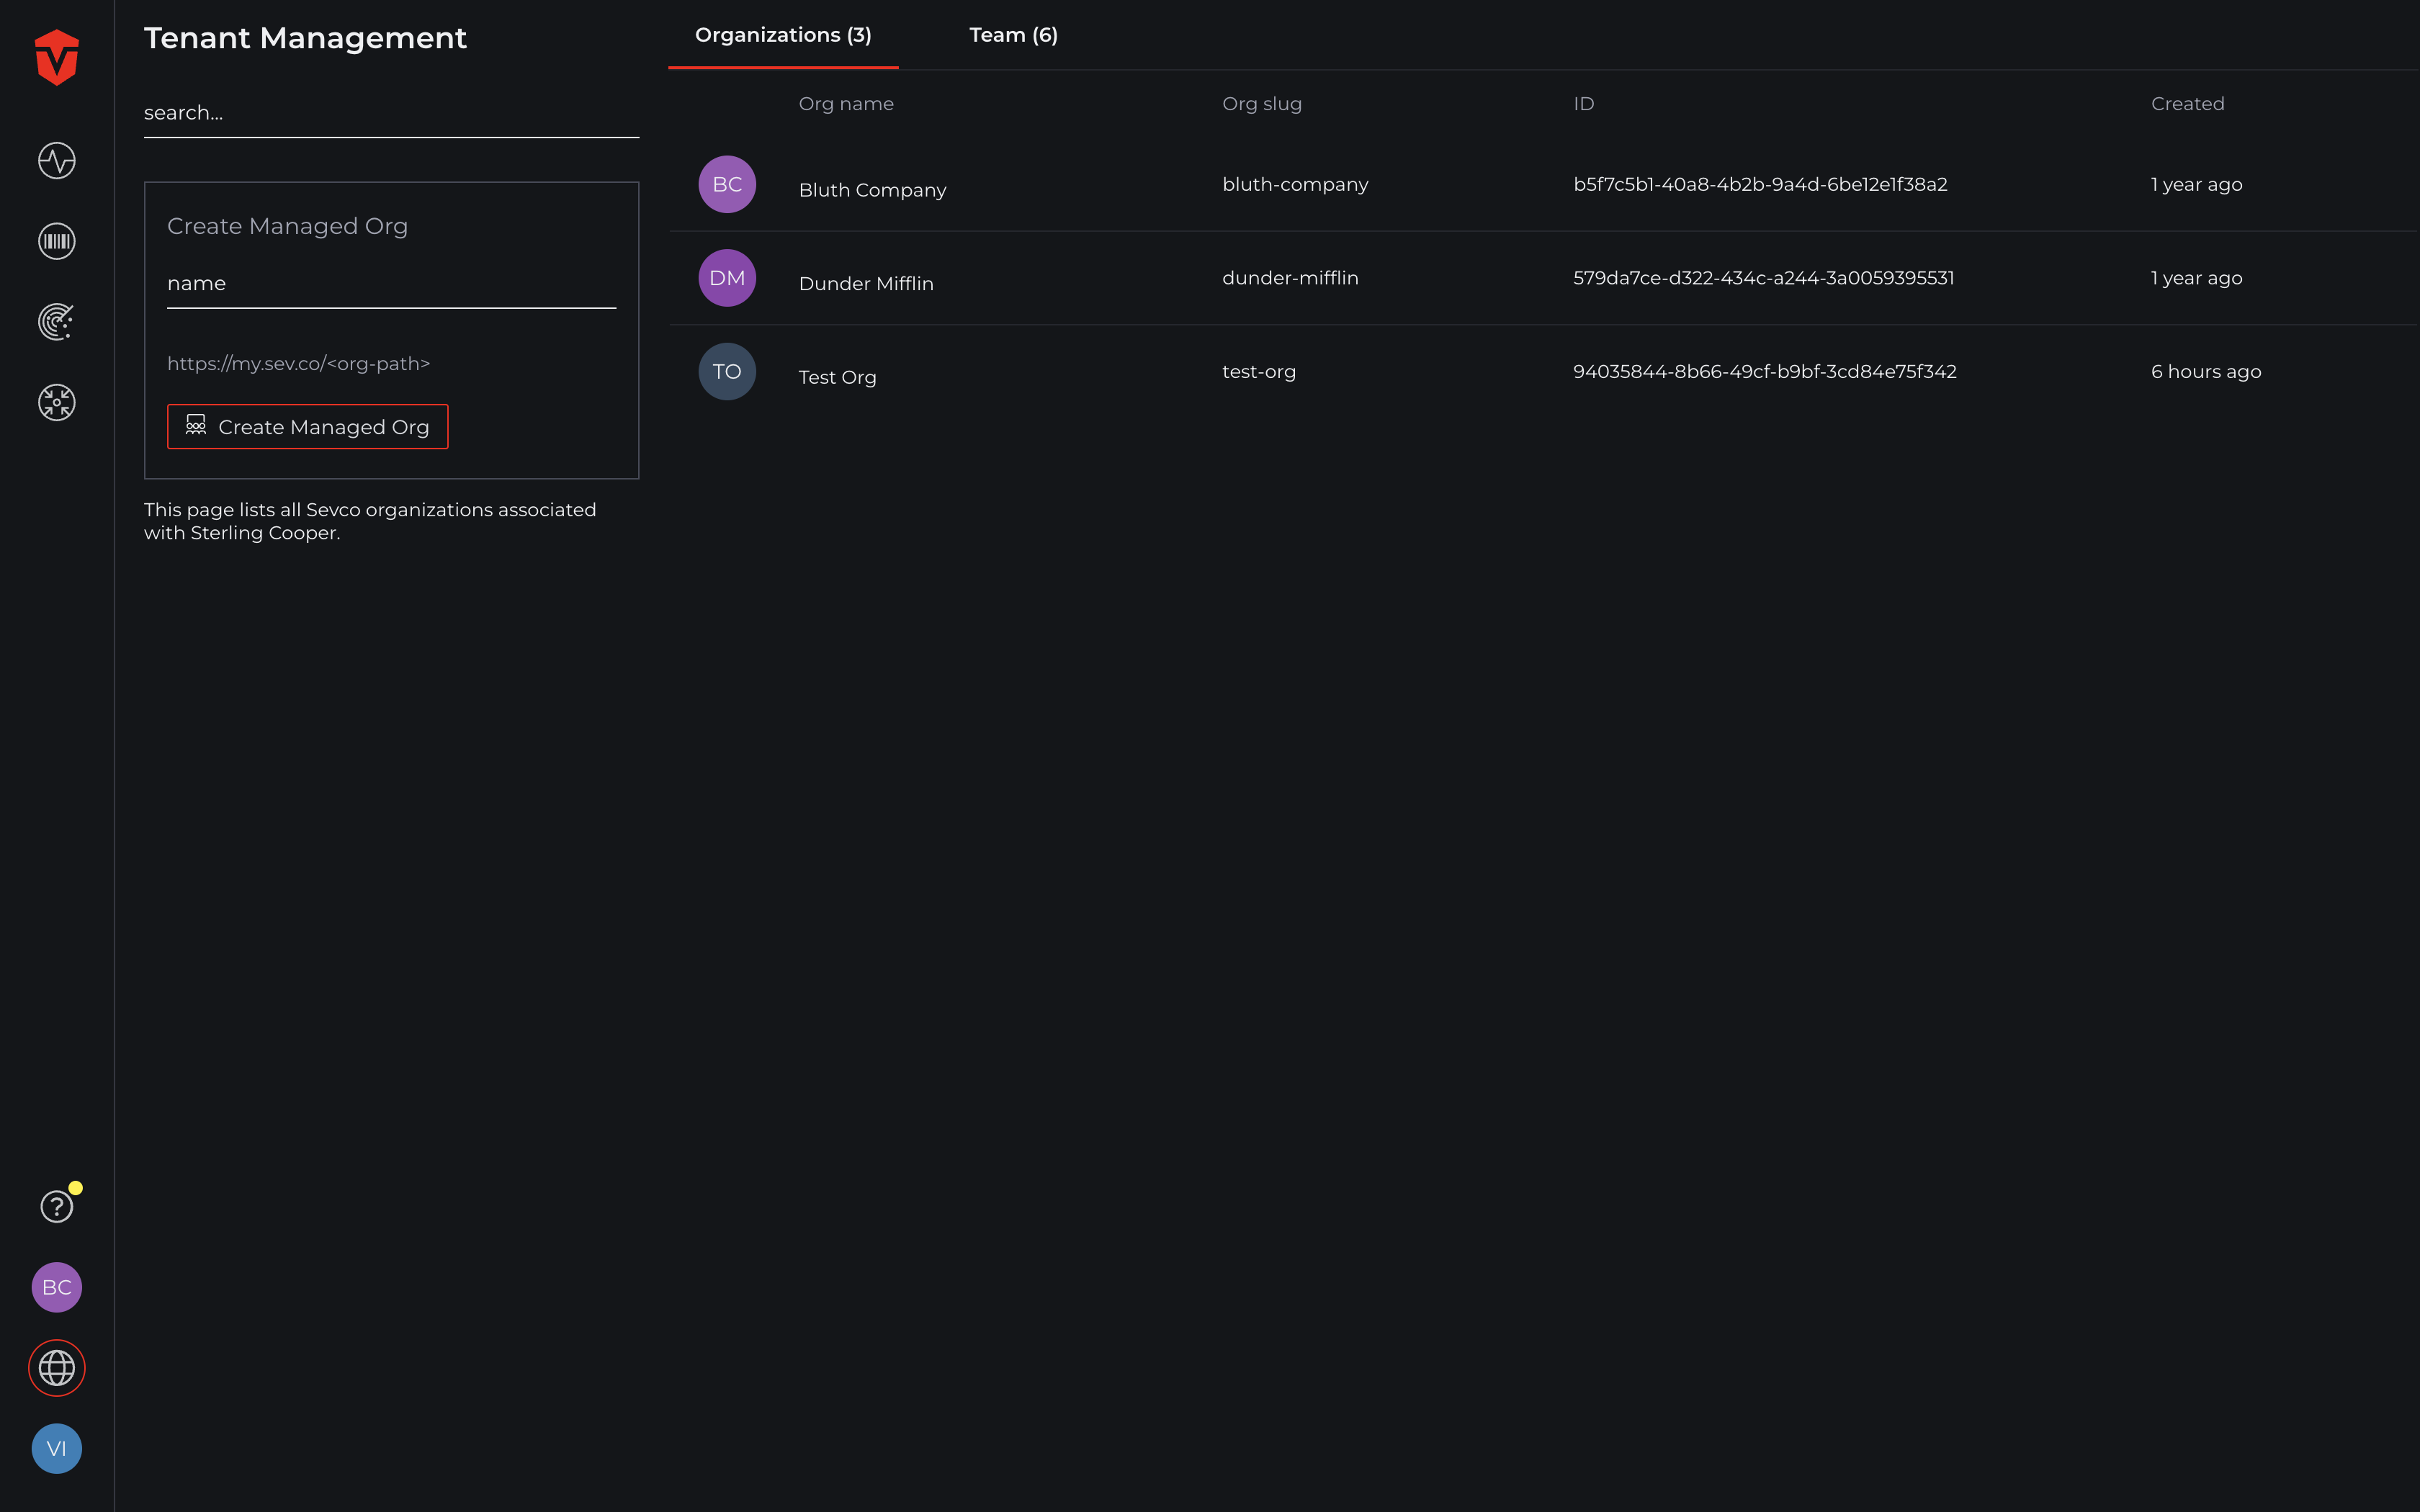 Tenant Management
search...
Create Managed Org
name
https://my.sev.co/<org-path>
Create Managed Org
This page lists all Sevco organizations associated
with Sterling Cooper.
Organizations (3) Team (6)
Org name Org slug ID Created
BC Bluth Company bluth-company b5f7c5b1-40a8-4b2b-9a4d-6be12e1f38a2 1 year ago
DM Dunder Mifflin dunder-mifflin 579da7ce-d322-434c-a244-3a0059395531 1 year ago
TO Test Org test-org 94035844-8b66-49cf-b9bf-3cd84e75f342 6 hours ago
?
BC
VI